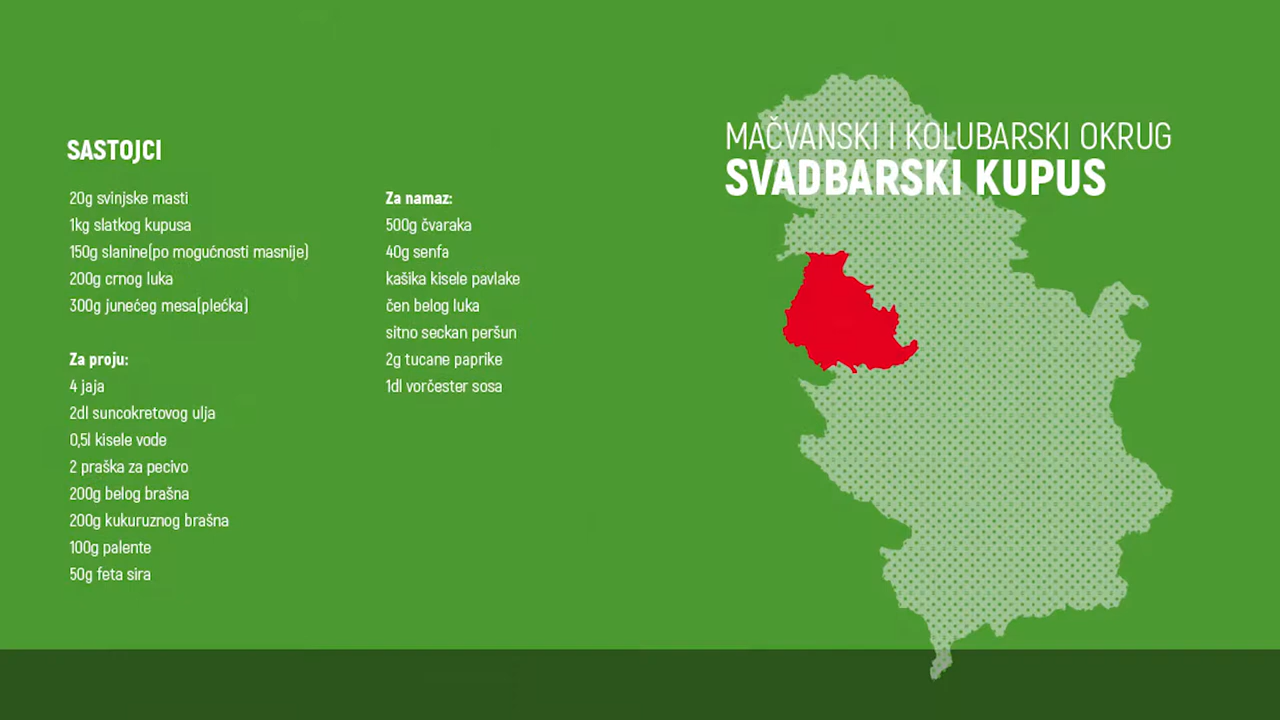 SASTOJCI
20g svinjske masti
1kg slatkog kupusa
150g slanine(po mogućnosti masnije)
200g crnog luka
300g junećeg mesa(plećka)
Za proju:
4 jaja
2dl suncokretovog ulja
0,5l kisele vode
2 praška za pecivo
200g belog brašna
200g kukuruznog brašna
100g palente
50g feta sira
Za namaz:
500g čvaraka
40g senfa
kašika kisele pavlake
čen belog luka
sitno seckan peršun
2g tucane paprike
1dl vorčester sosa
MAČVANSKI I KOLUBARSKI OKRUG
SVADBARSKI KUPUS